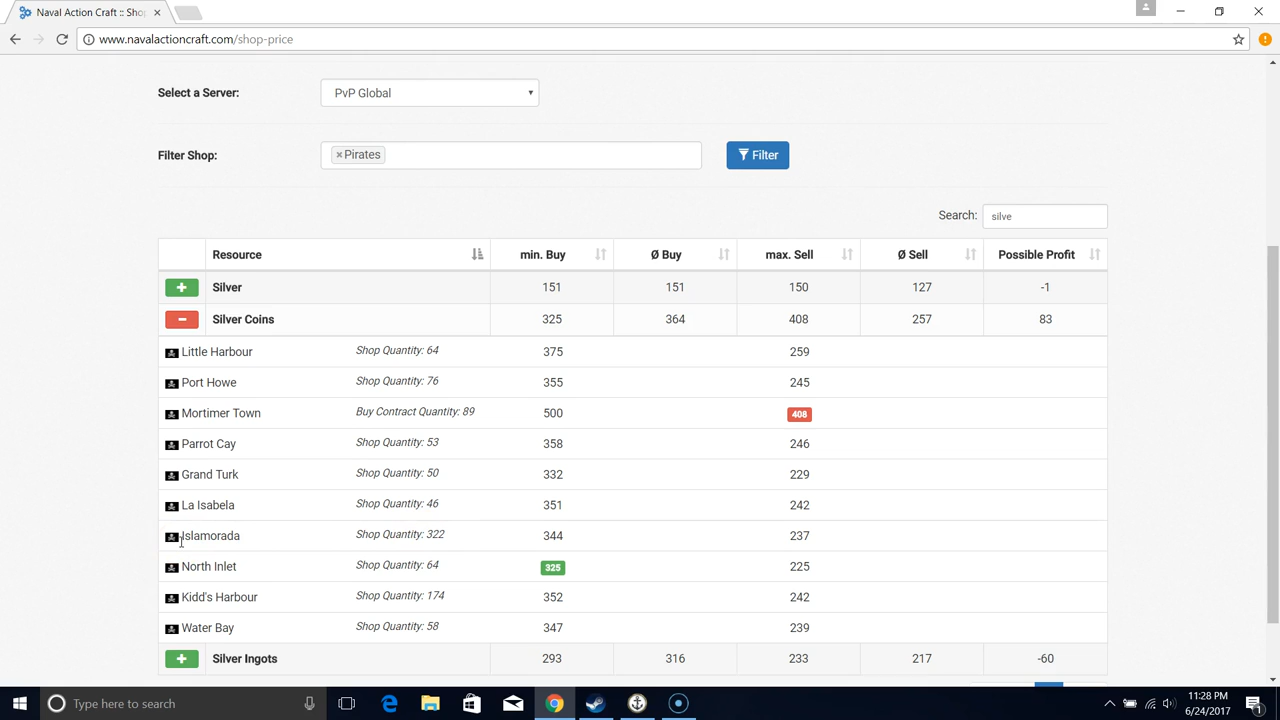 Naval Action Craft :: Sho
www.navalactioncraft.com/shop-price
Select a Server: PvP Global
Filter Shop: ×Pirates Filter
Search: silve
Resource min. Buy Ø Buy max. Sell Ø Sell Possible Profit
Silver 151 151 150 127 -1
Silver Coins 325 364 408 257 83
Little Harbour Shop Quantity: 64 375 259
Port Howe Shop Quantity: 76 355 245
Mortimer Town Buy Contract Quantity: 89 500 408
Parrot Cay Shop Quantity: 53 358 246
Grand Turk Shop Quantity: 50 332 229
La Isabela Shop Quantity: 46 351 242
Islamorada Shop Quantity: 322 344 237
North Inlet Shop Quantity: 64 325 225
Kidd's Harbour Shop Quantity: 174 352 242
Water Bay Shop Quantity: 58 347 239
Silver Ingots 293 316 233 217 -60
Type here to search
11:28 PM
6/24/2017